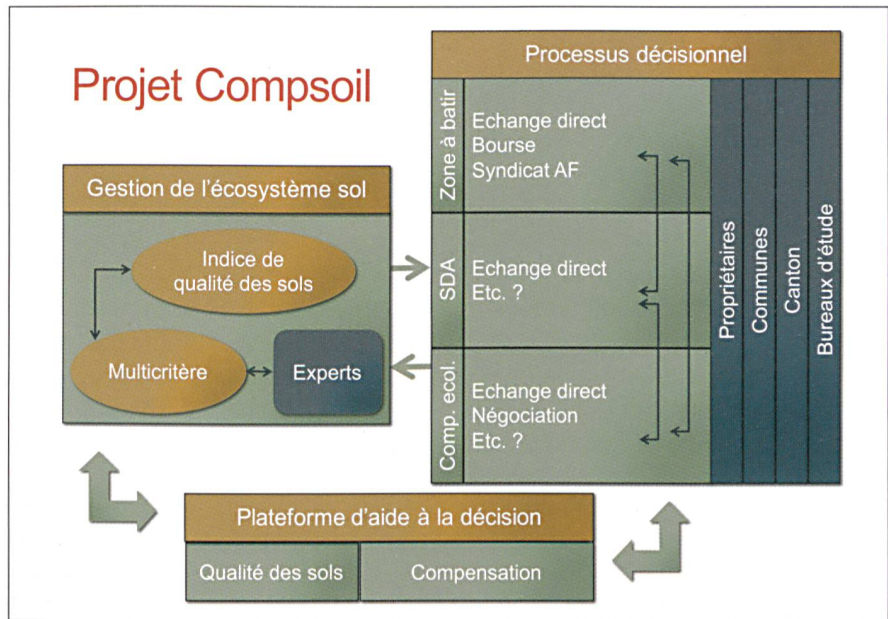 Projet Compsoil
Gestion de l'écosystème sol
Indice de
qualité des sols
Multicritère
Experts
Processus décisionnel
Zone à batir
Echange direct
Bourse
Syndicat AF
SDA
Echange direct
Etc. ?
Comp. ecol.
Echange direct
Négociation
Etc. ?
Propriétaires
Communes
Canton
Bureaux d'étude
Plateforme d'aide à la décision
Qualité des sols
Compensation